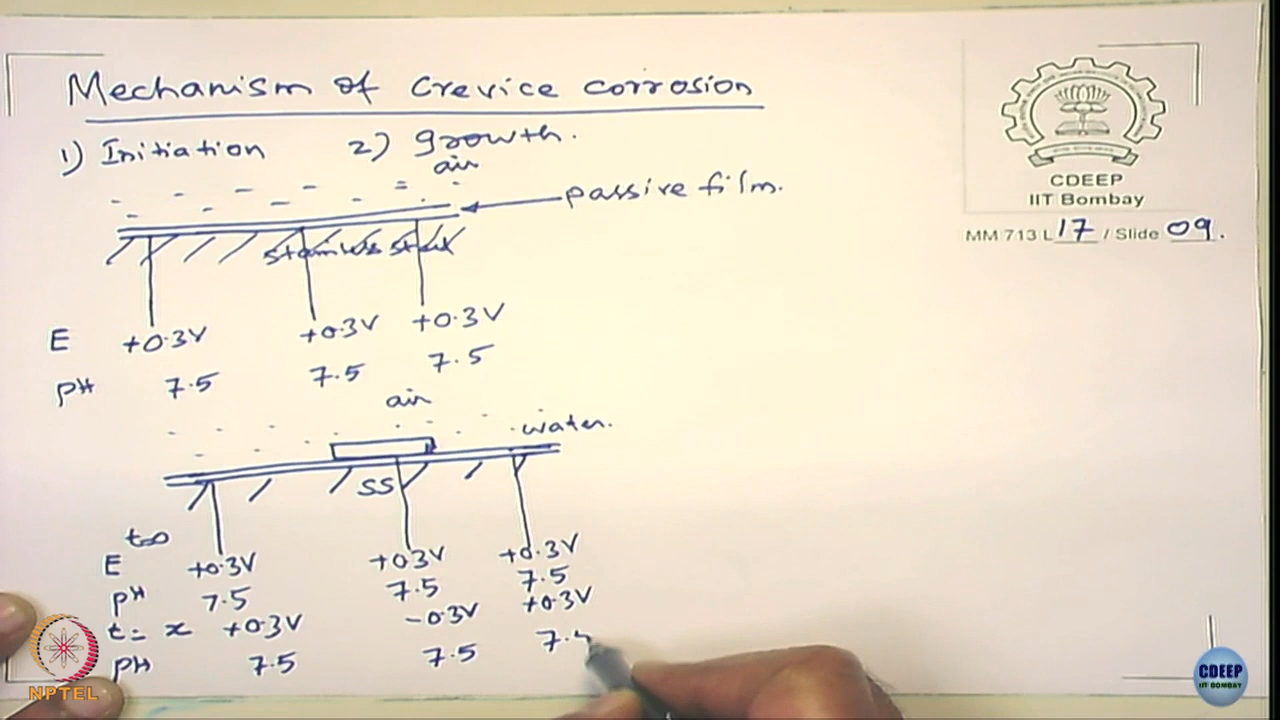 Mechanism of Crevice corrosion
1) Initiation 2) growth.
air
passive film.
stainless steel
E +0.3V +0.3V +0.3V
pH 7.5 7.5 7.5
air
water.
SS
t=0
E +0.3V +0.3V +0.3V
pH 7.5 7.5 7.5
t= x +0.3V -0.3V +0.3V
pH 7.5 7.5
CDEEP
IIT Bombay
MM 713 L 17 / Slide 09.
NPTEL
CDEEP
IIT BOMBAY